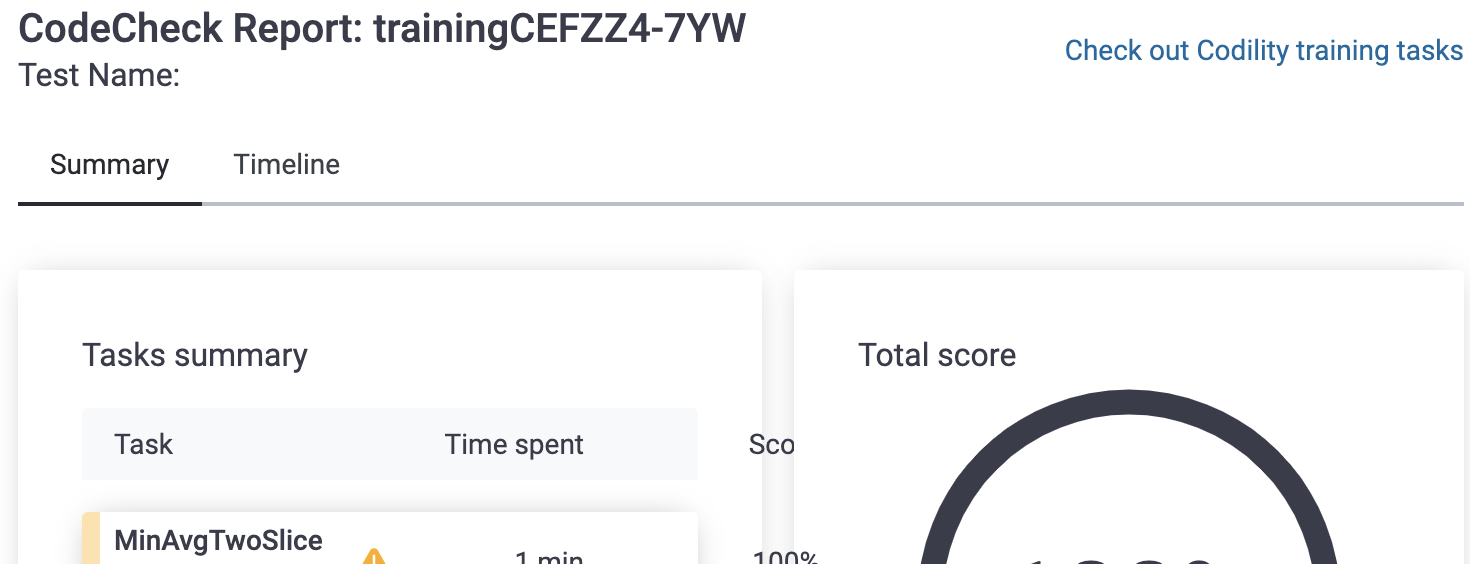 CodeCheck Report: trainingCEFZZ4-7YW
Test Name:
Check out Codility training tasks
Summary
Timeline
Tasks summary
Task Time spent Sco
MinAvgTwoSlice
1 min 100%
Total score